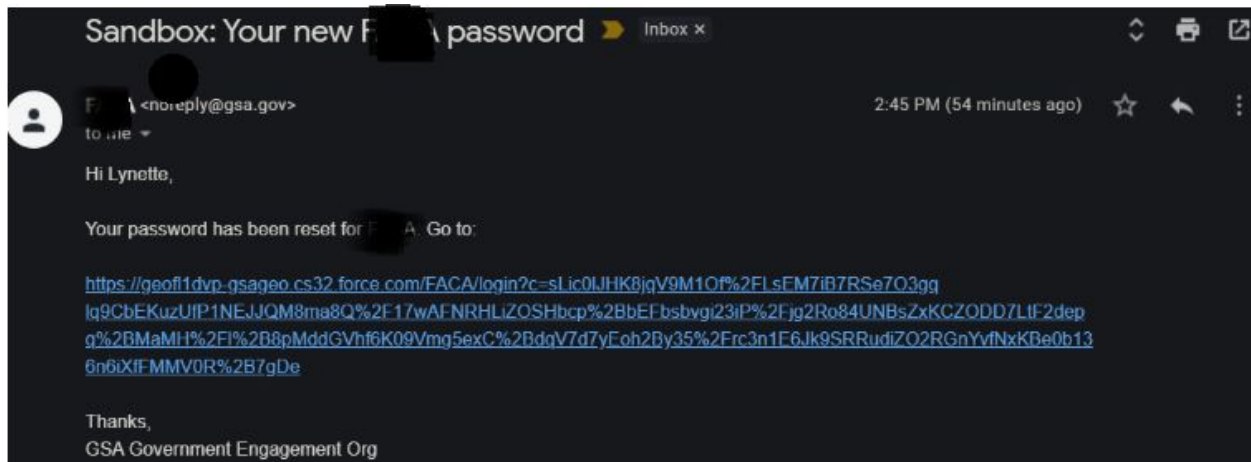 Sandbox: Your new F A password Inbox ×
<noreply@gsa.gov> 2:45 PM (54 minutes ago)
to me
Hi Lynette,
Your password has been reset for F A. Go to:
https://geofl1dvp-gsageo.cs32.force.com/FACA/login?c=sLic0lJHK8jqV9M1Of%2FLsEM7iB7RSe7O3gq
lq9CbEKuzUfP1NEJJQM8ma8Q%2F17wAFNRHLiZOSHbcp%2BbEFbsbvgi23iP%2Fjg2Ro84UNBsZxKCZODD7LtF2dep
g%2BMaMH%2Fl%2B8pMddGVhf6K09Vmg5exC%2BdqV7d7yEoh2By35%2Frc3n1E6Jk9SRRudiZO2RGnYvfNxKBe0b13
6n6iXfFMMV0R%2B7gDe
Thanks,
GSA Government Engagement Org